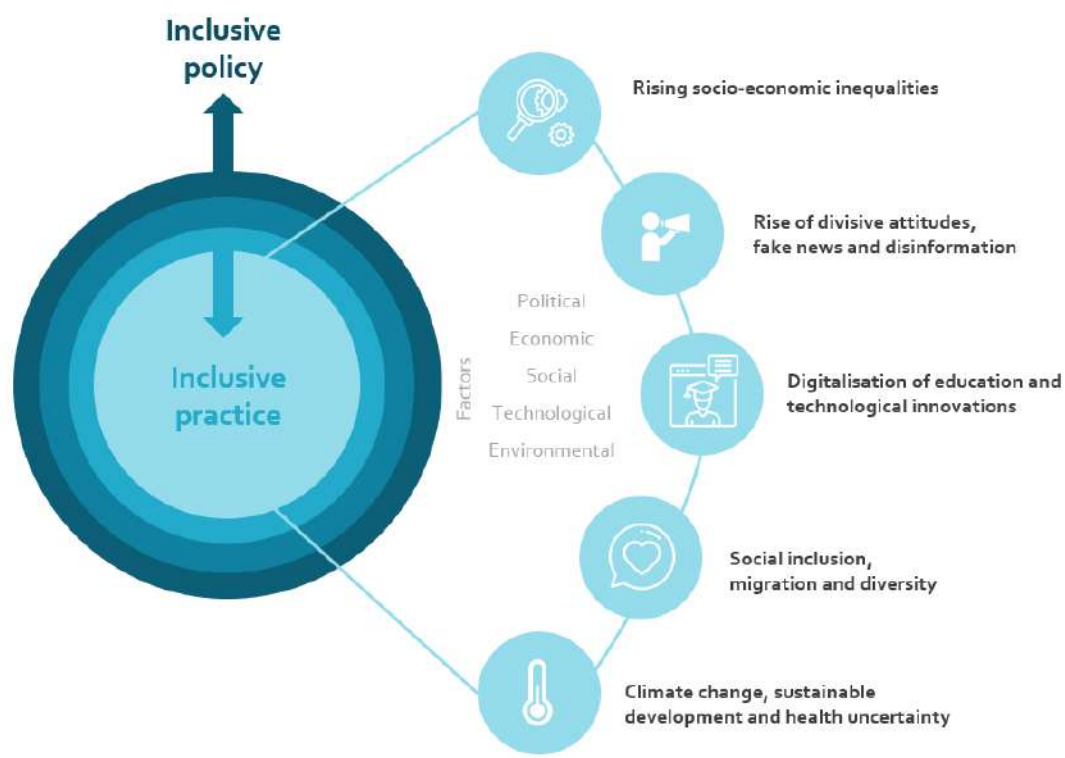 Inclusive
policy
Rising socio-economic inequalities
Rise of divisive attitudes,
fake news and disinformation
Political
Economic
Social
Technological
Environmental
Factors
Inclusive
practice
Digitalisation of education and
technological innovations
Social inclusion,
migration and diversity
Climate change, sustainable
development and health uncertainty